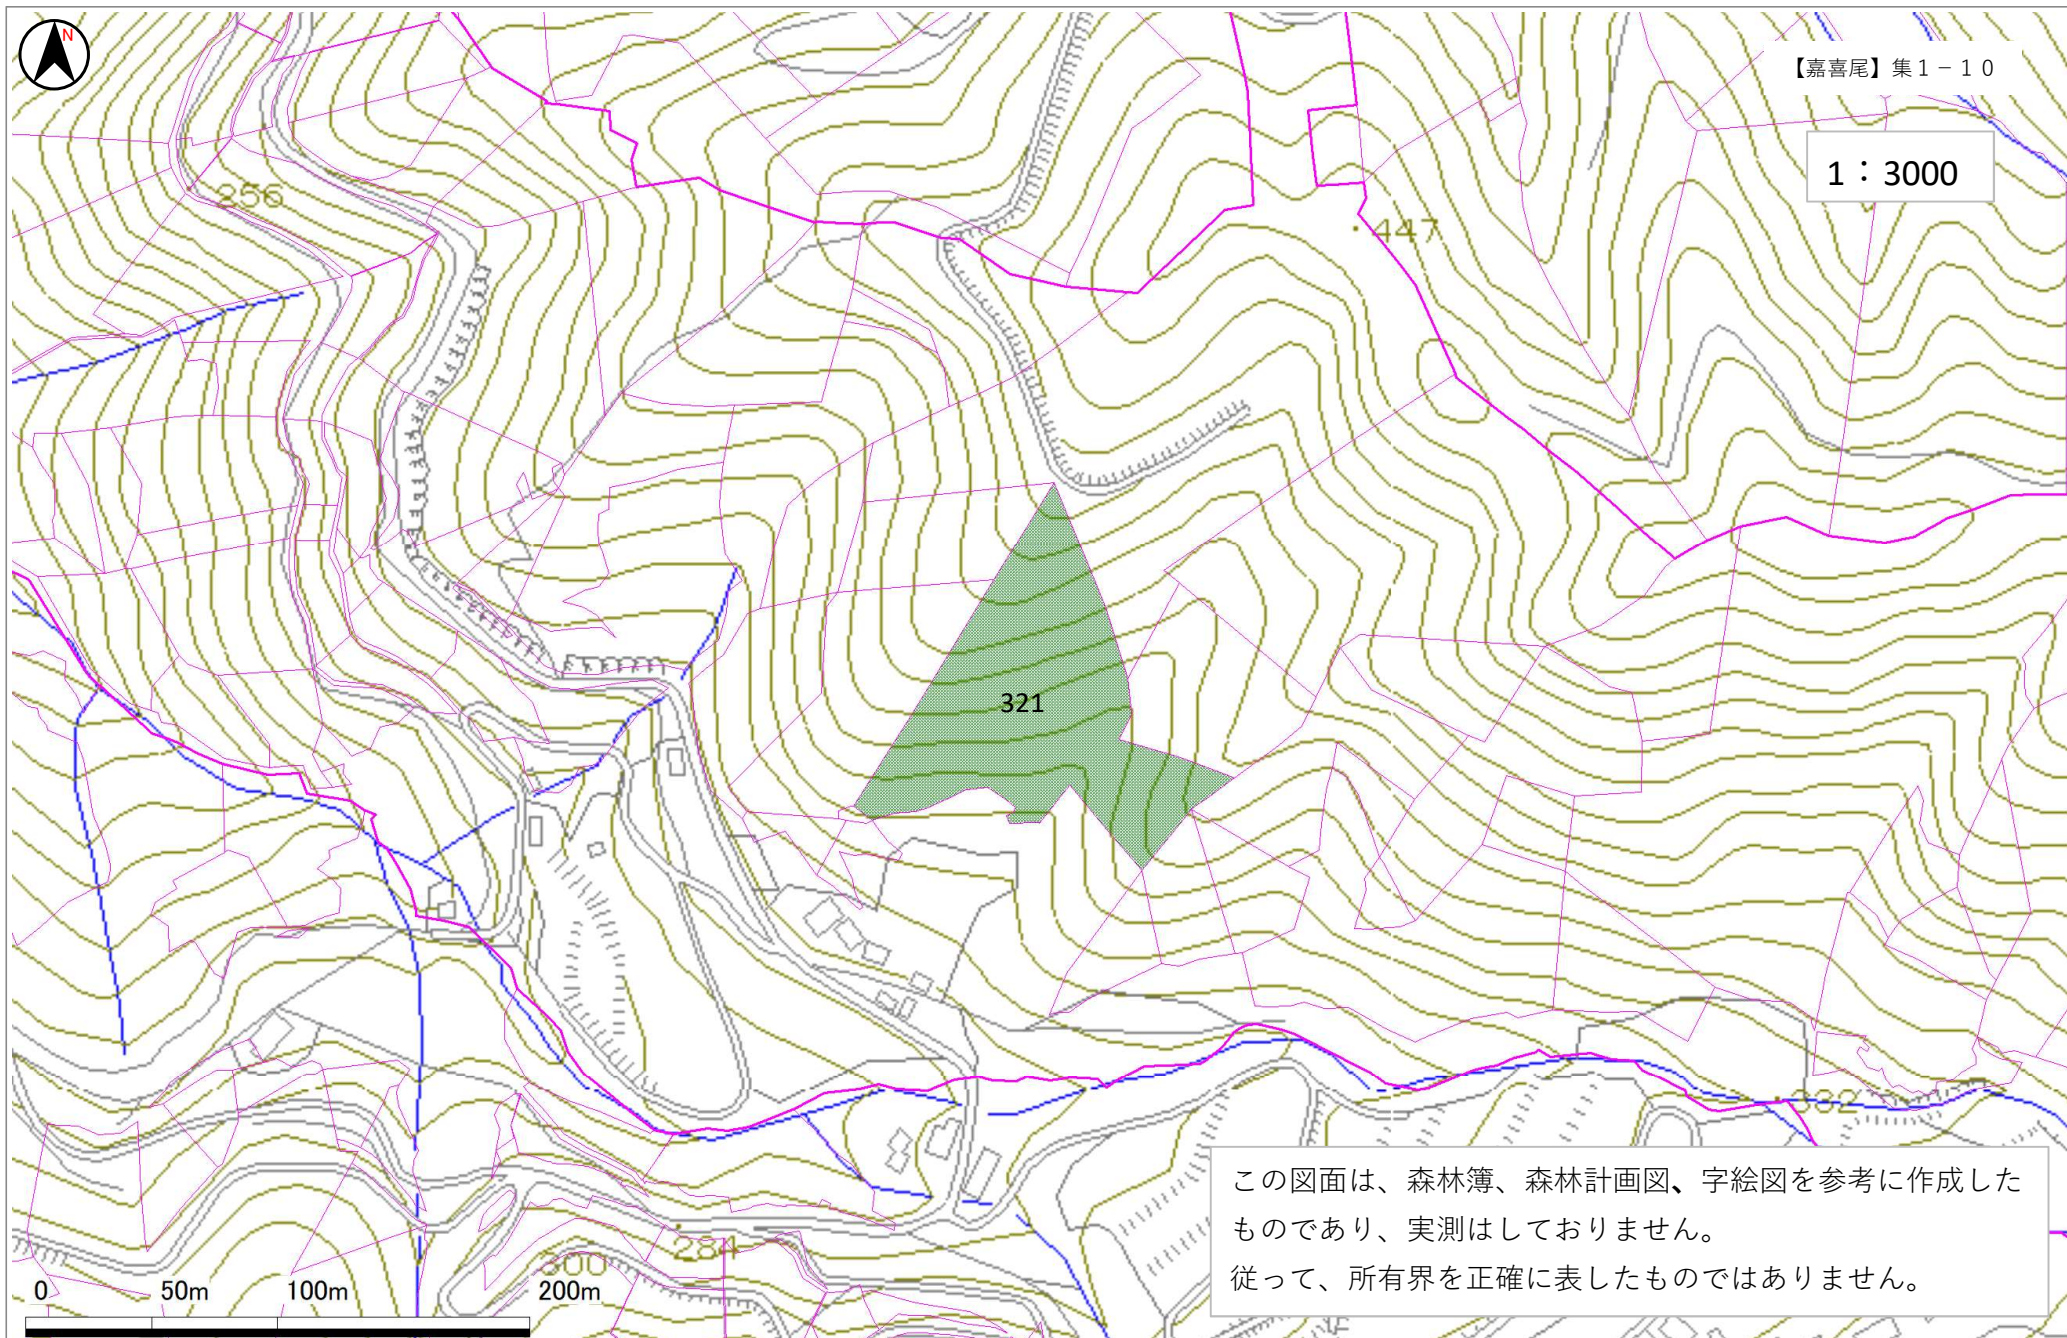 N
【嘉喜尾】集1－10
1：3000
256
447
321
332
この図面は、森林簿、森林計画図、字絵図を参考に作成した
ものであり、実測はしておりません。
従って、所有界を正確に表したものではありません。
284
300
0 50m 100m 200m